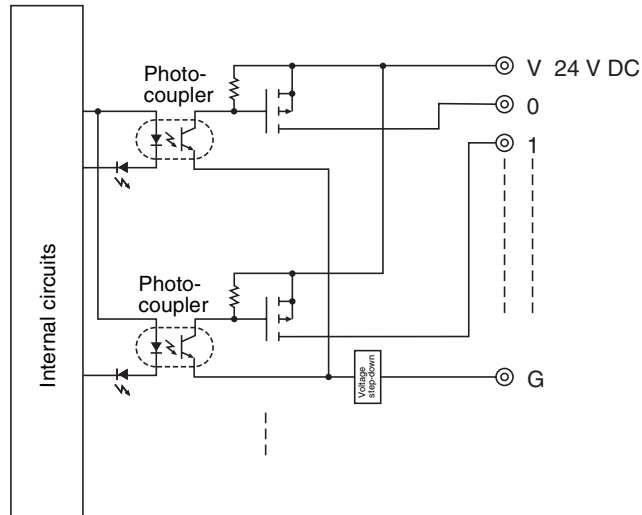 Photo-
coupler
V 24 V DC
0
1
Internal circuits
Photo-
coupler
Voltage
step-down
G